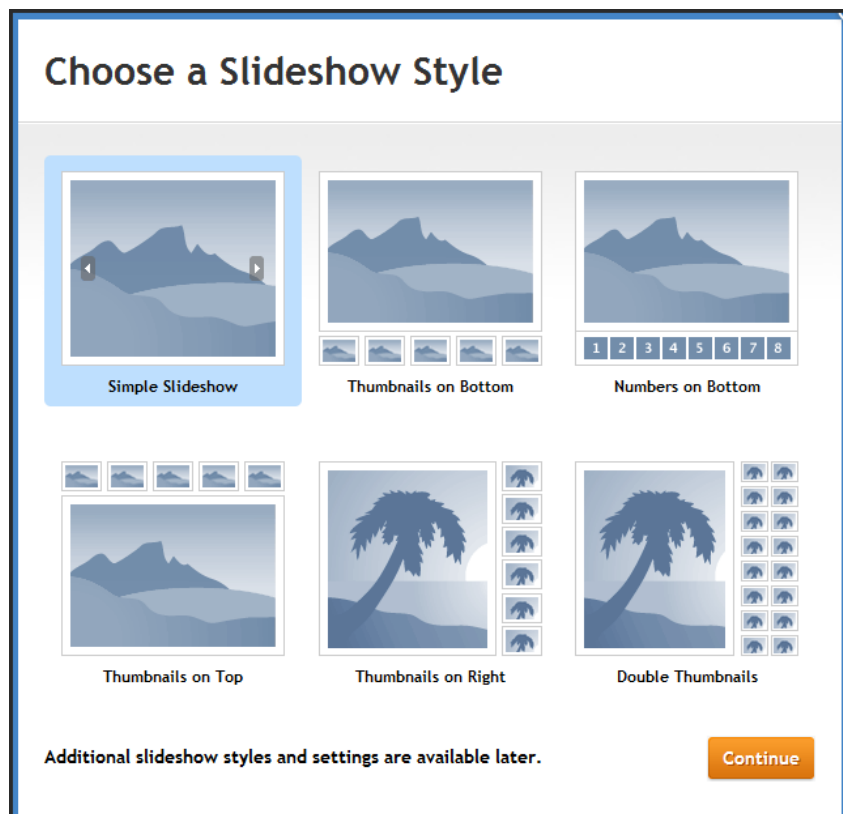 Choose a Slideshow Style
Simple Slideshow
Thumbnails on Bottom
1 2 3 4 5 6 7 8
Numbers on Bottom
Thumbnails on Top
Thumbnails on Right
Double Thumbnails
Additional slideshow styles and settings are available later.
Continue